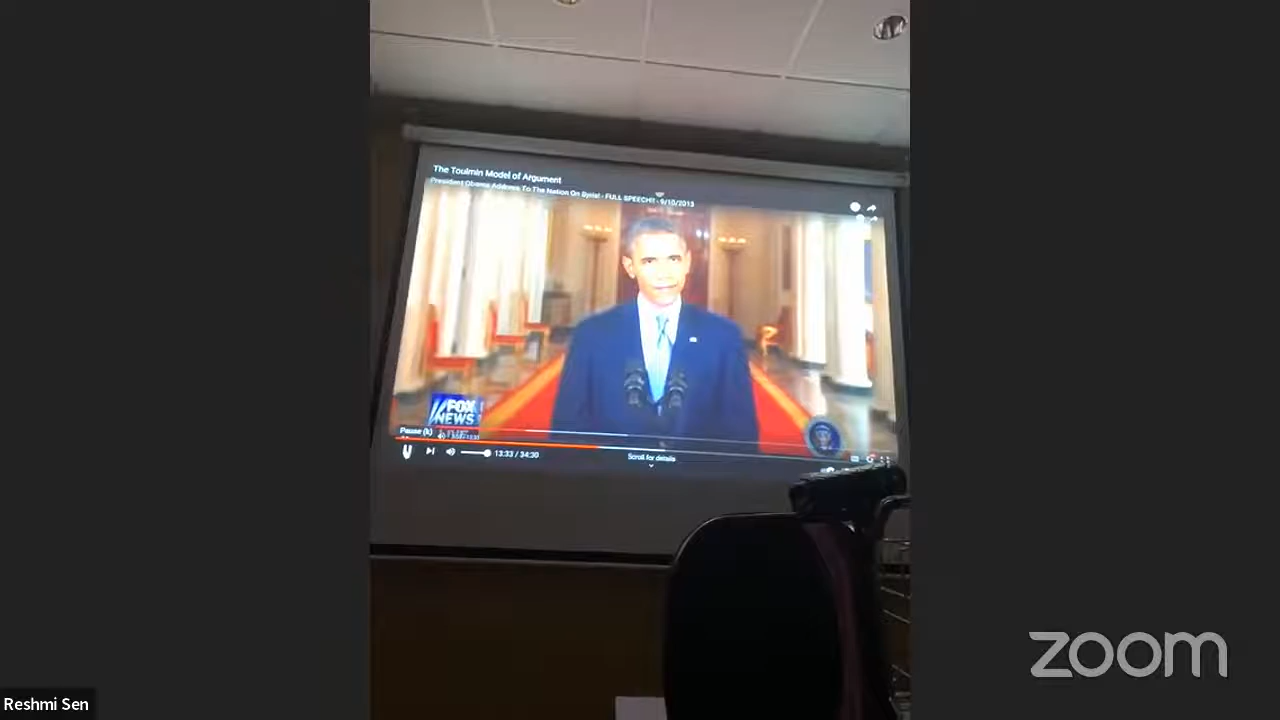 The Toulmin Model of Argument
President Obama Address To The Nation On Syria! - FULL SPEECH!! - 9/10/2013
FOX
NEWS
Pause (k)
13:33 / 34:30
Scroll for details
Reshmi Sen
zoom